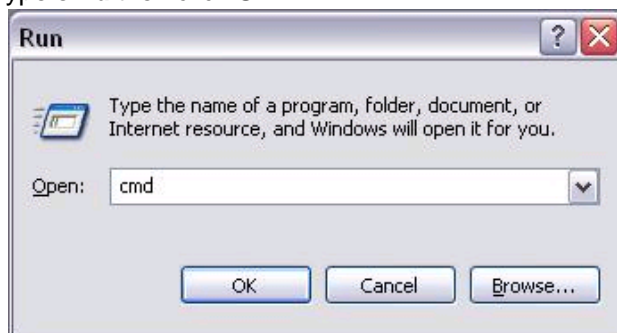 Run
?
Type the name of a program, folder, document, or
Internet resource, and Windows will open it for you.
Open:
cmd
OK
Cancel
Browse...